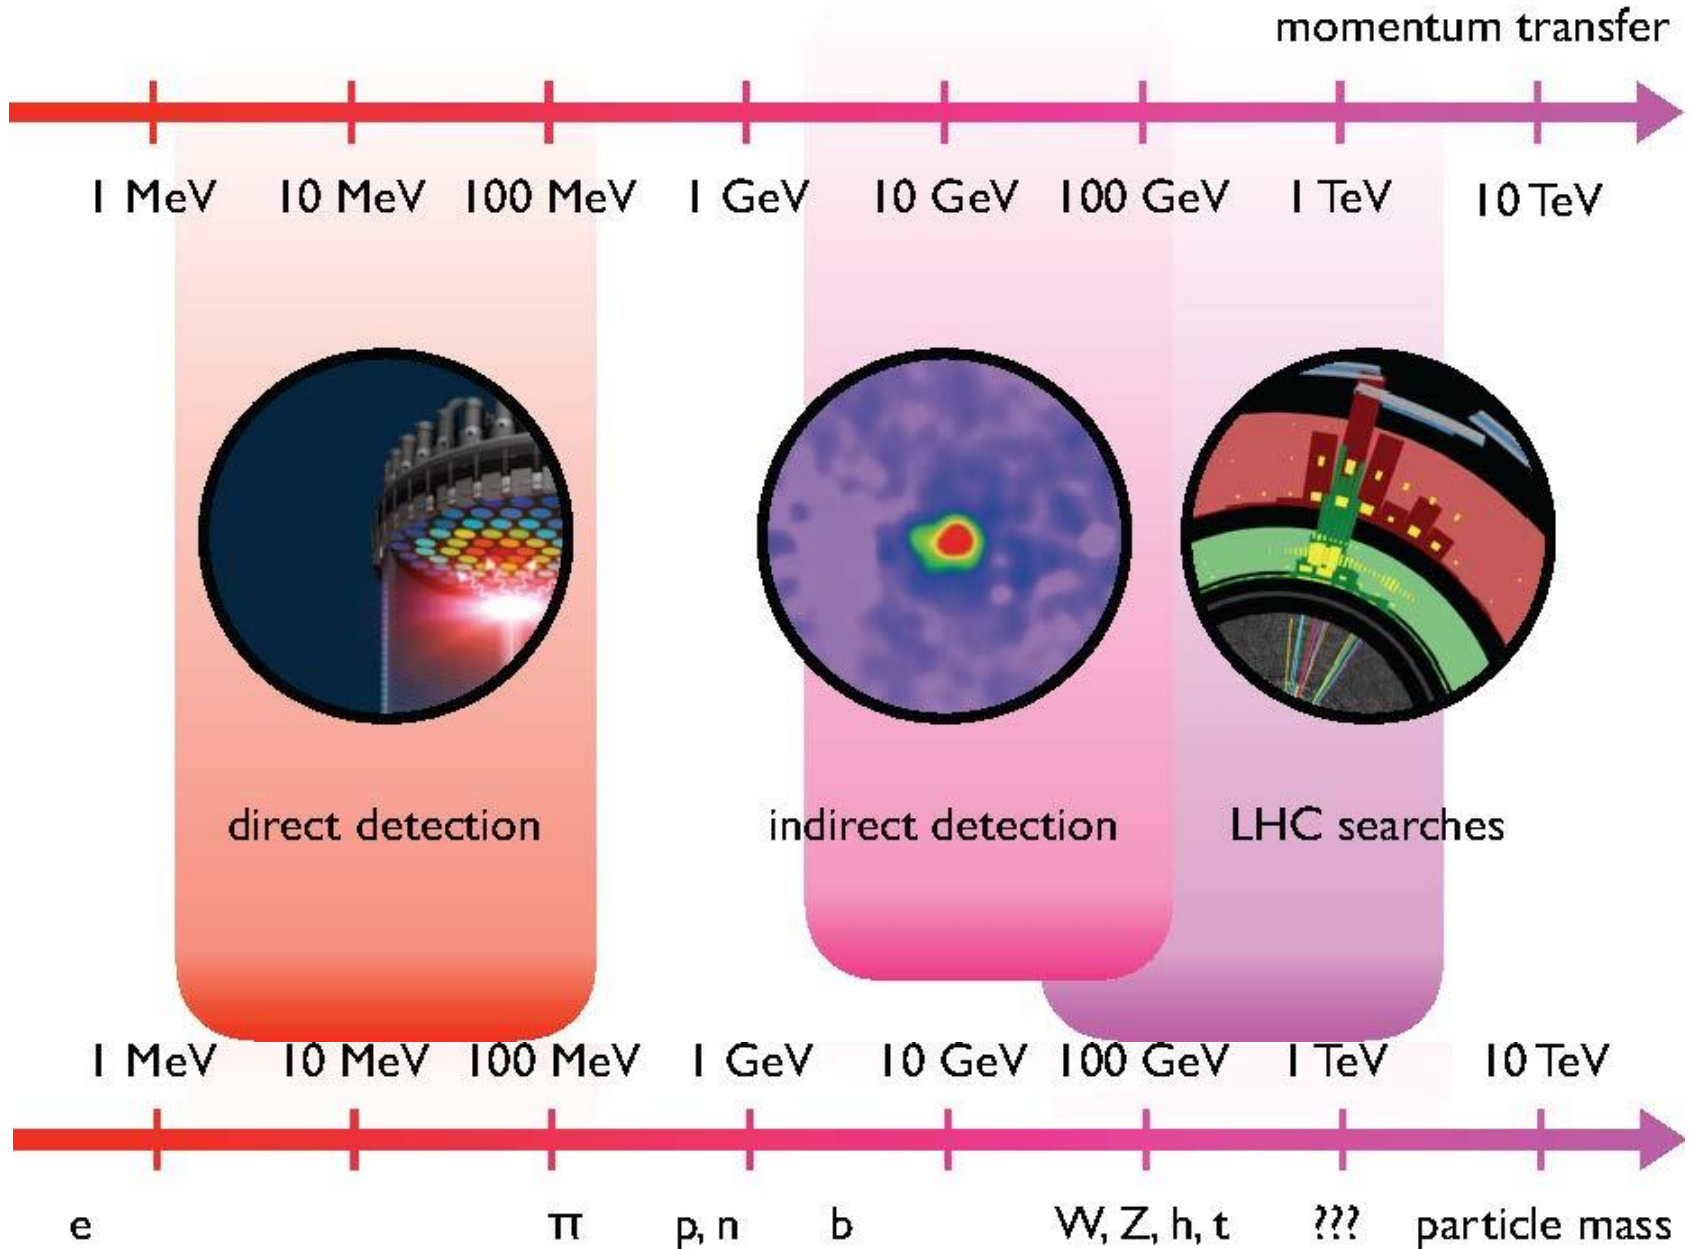 momentum transfer
1 MeV 10 MeV 100 MeV 1 GeV 10 GeV 100 GeV 1 TeV 10 TeV
direct detection indirect detection LHC searches
1 MeV 10 MeV 100 MeV 1 GeV 10 GeV 100 GeV 1 TeV 10 TeV
e π p, n b W, Z, h, t ??? particle mass